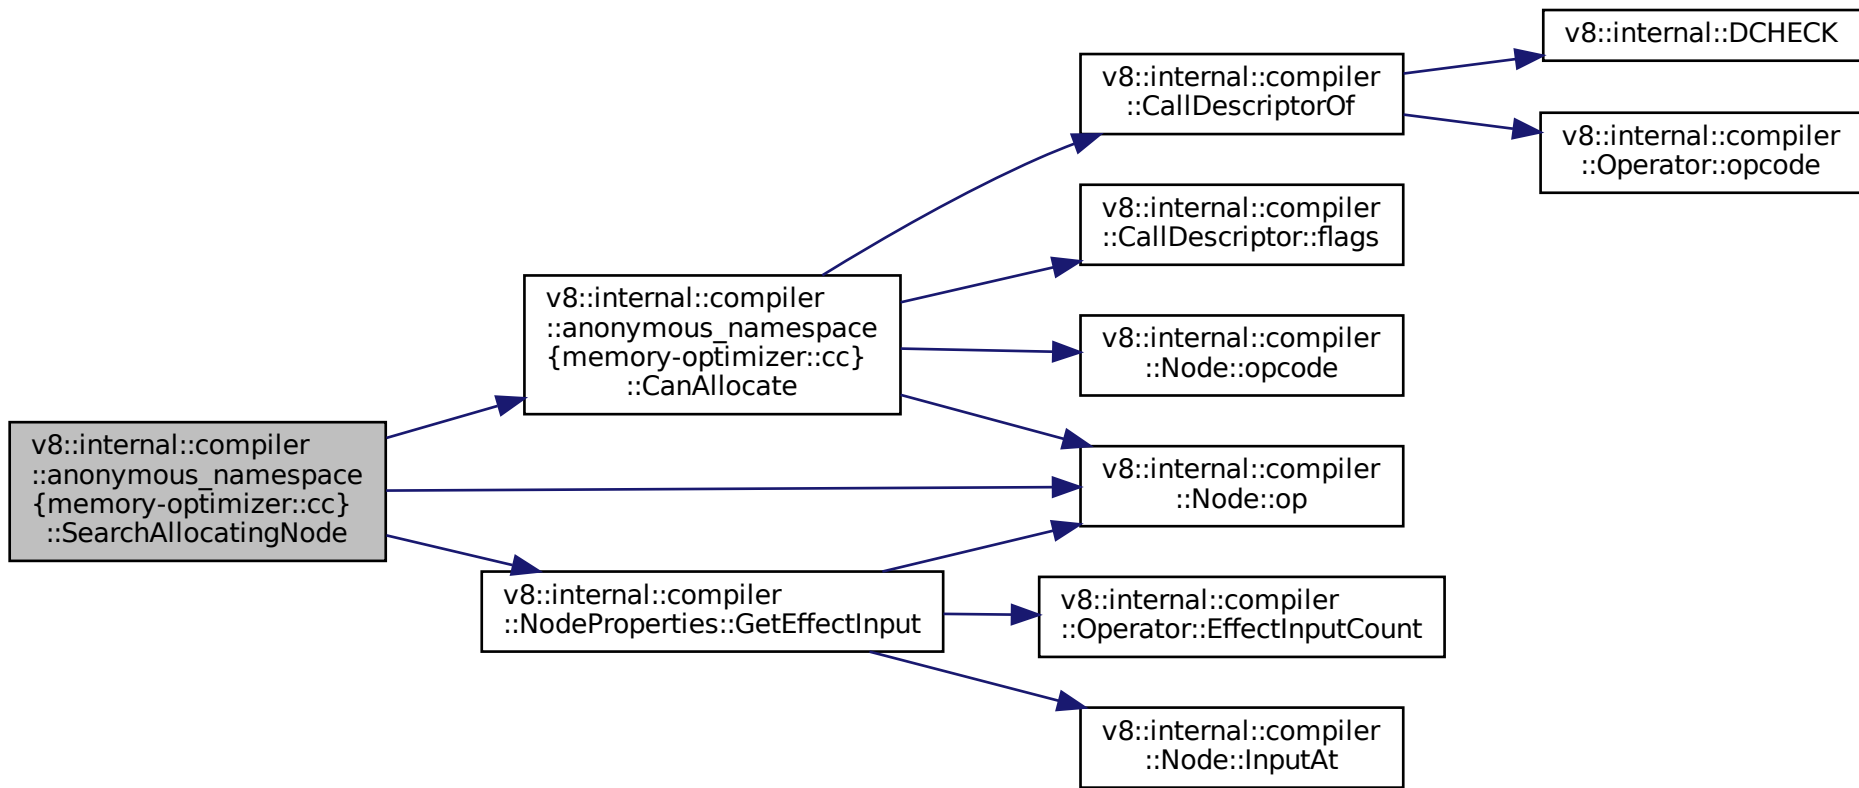 v8::internal::compiler
::anonymous_namespace
{memory-optimizer::cc}
::SearchAllocatingNode
v8::internal::compiler
::anonymous_namespace
{memory-optimizer::cc}
::CanAllocate
v8::internal::compiler
::NodeProperties::GetEffectInput
v8::internal::compiler
::CallDescriptorOf
v8::internal::compiler
::CallDescriptor::flags
v8::internal::compiler
::Node::opcode
v8::internal::compiler
::Node::op
v8::internal::compiler
::Operator::EffectInputCount
v8::internal::compiler
::Node::InputAt
v8::internal::DCHECK
v8::internal::compiler
::Operator::opcode